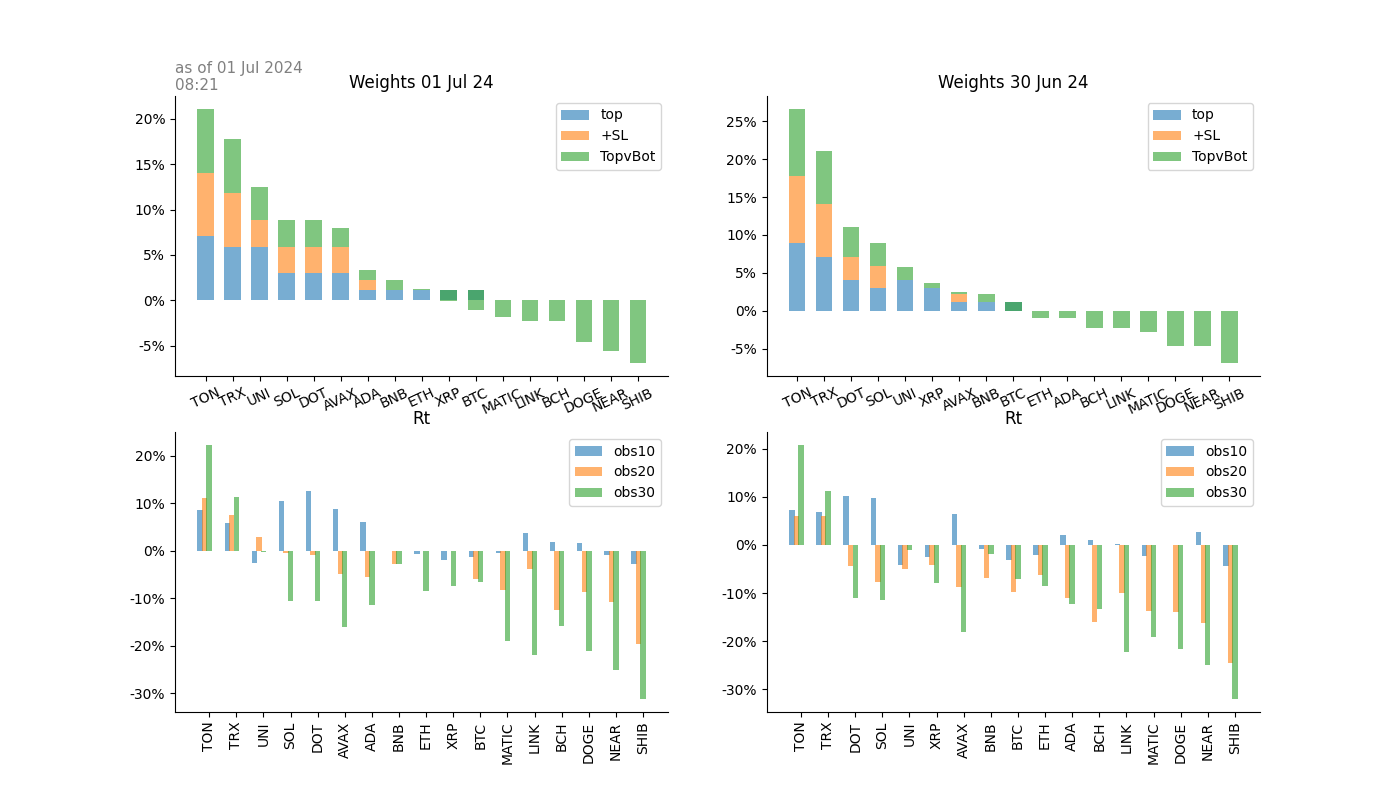 as of 01 Jul 2024
08:21
Weights 01 Jul 24
20%
15%
10%
5%
0%
-5%
top
+SL
TopvBot
TON TRX UNI SOL DOT AVAX ADA BNB ETH XRP BTC MATIC LINK BCH DOGE NEAR SHIB
Weights 30 Jun 24
25%
20%
15%
10%
5%
0%
-5%
top
+SL
TopvBot
TON TRX DOT SOL UNI XRP AVAX BNB BTC ETH ADA BCH LINK MATIC DOGE NEAR SHIB
Rt
20%
10%
0%
-10%
-20%
-30%
obs10
obs20
obs30
TON TRX UNI SOL DOT AVAX ADA BNB ETH XRP BTC MATIC LINK BCH DOGE NEAR SHIB
Rt
20%
10%
0%
-10%
-20%
-30%
obs10
obs20
obs30
TON TRX DOT SOL UNI XRP AVAX BNB BTC ETH ADA BCH LINK MATIC DOGE NEAR SHIB